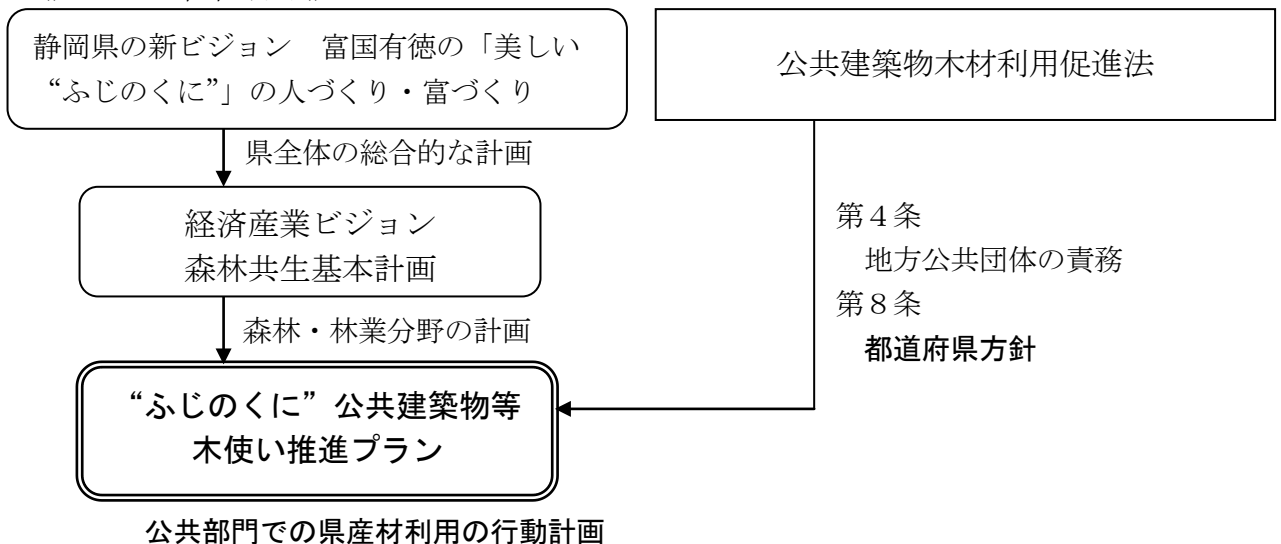 静岡県の新ビジョン　富国有徳の「美しい
“ふじのくに”」の人づくり・富づくり
公共建築物木材利用促進法
県全体の総合的な計画
経済産業ビジョン
森林共生基本計画
第４条
地方公共団体の責務
第８条
都道府県方針
森林・林業分野の計画
“ふじのくに”公共建築物等
木使い推進プラン
公共部門での県産材利用の行動計画